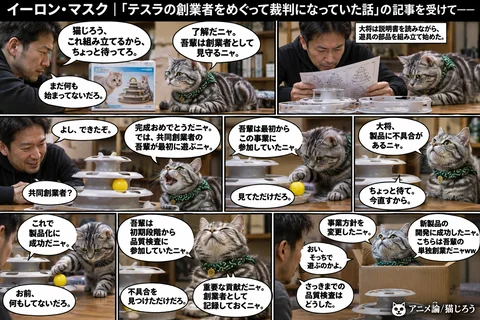 イーロン・マスク｜「テスラの創業者をめぐって裁判になっていた話」の記事を受けて──
猫じろう、
これ組み立てるから、
ちょっと待ってろ。
まだ何も
始まってないだろ。
了解だニャ。
吾輩は創業者として
見守るニャ。
大将は説明書を読みながら、
遊具の部品を組み立て始めた。
よし、できたぞ。
共同創業者？
完成おめでとうだニャ。
では、共同創業者の
吾輩が最初に遊ぶニャ。
吾輩は最初から
この事業に
参加していたニャ。
見てただけだろ。
大将、
製品に不具合が
あるニャ。
ちょっと待て。
今直すから。
これで
製品化に
成功だニャ。
お前、
何もしてないだろ。
吾輩は
初期段階から
品質検査に
参加していたニャ。
不具合を
見つけただけだろ。
重要な貢献だニャ。
創業者として
記録しておくニャ。
事業方針を
変更したニャ。
おい、
そっちで
遊ぶのかよ。
さっきまでの
品質検査は
どうした。
新製品の
開発に成功したニャ。
こちらは吾輩の
単独創業だニャww
アニメ論/猫じろう